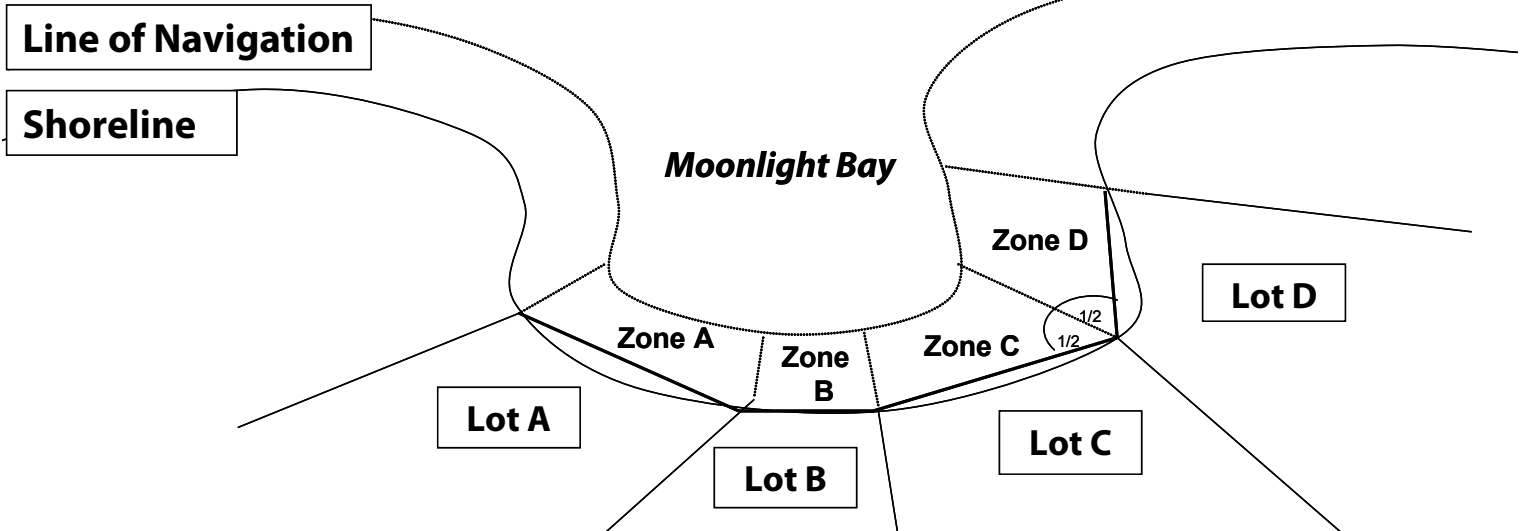 Line of Navigation
Shoreline
Moonlight Bay
Zone D
Lot D
1/2
1/2
Zone A
Zone
B
Zone C
Lot A
Lot B
Lot C